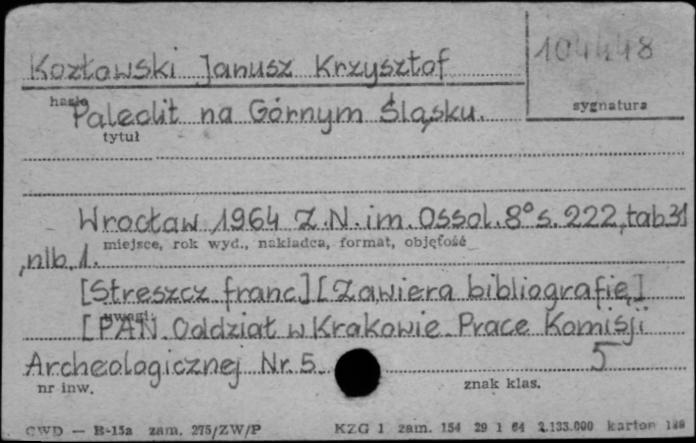 104448
Kozłowski Janusz Krzysztof
hasło
sygnatura
Paleolit na Górnym Śląsku.
tytuł
Wrocław 1964 Z.N. im. Ossol. 8° s. 222, tab. 31
miejsce, rok wyd., nakładca, format, objętość
, nlb. 1.
[Streszcz franc.] [Zawiera bibliografię]
uwagi:
[PAN. Oddział w Krakowie. Prace Komisji
Archeologicznej Nr. 5.
5
nr inw.
znak klas.
CWD — B-15a zam. 275/ZW/P KZG 1 zam. 154 29 1 64 2.133.000 karton